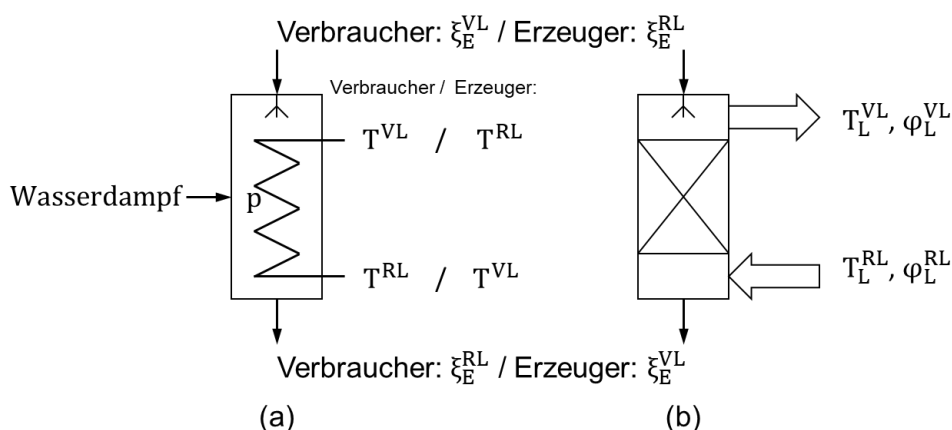 Verbraucher: ξ_E^VL / Erzeuger: ξ_E^RL
Verbraucher / Erzeuger:
T^VL / T^RL
T_L^VL, φ_L^VL
Wasserdampf
p
T^RL / T^VL
T_L^RL, φ_L^RL
Verbraucher: ξ_E^RL / Erzeuger: ξ_E^VL
(a)
(b)